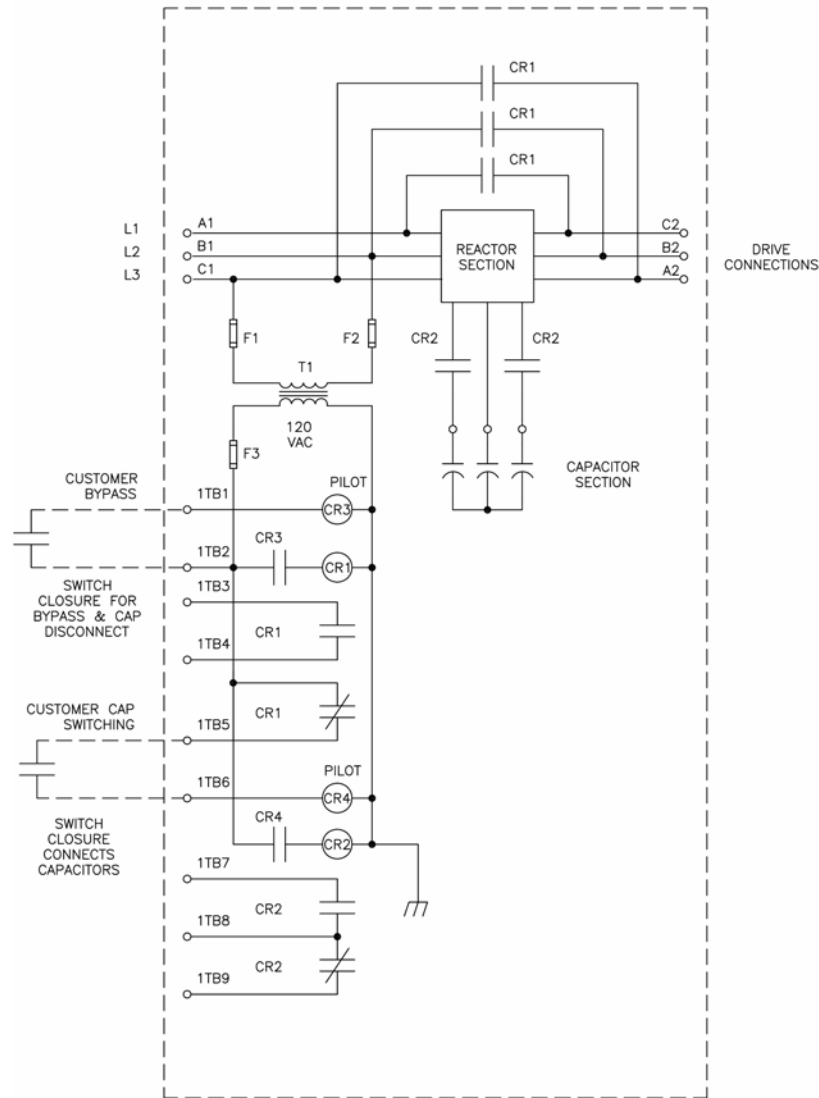 CR1
CR1
CR1
L1
A1
C2
L2
B1
REACTOR
SECTION
B2
DRIVE
CONNECTIONS
L3
C1
A2
F1
F2
CR2
CR2
T1
120
VAC
F3
CAPACITOR
SECTION
CUSTOMER
BYPASS
1TB1
PILOT
CR3
1TB2
CR3
CR1
SWITCH
CLOSURE FOR
BYPASS & CAP
DISCONNECT
1TB3
CR1
1TB4
CUSTOMER CAP
SWITCHING
CR1
1TB5
1TB6
PILOT
CR4
SWITCH
CLOSURE
CONNECTS
CAPACITORS
CR4
CR2
1TB7
CR2
1TB8
CR2
1TB9